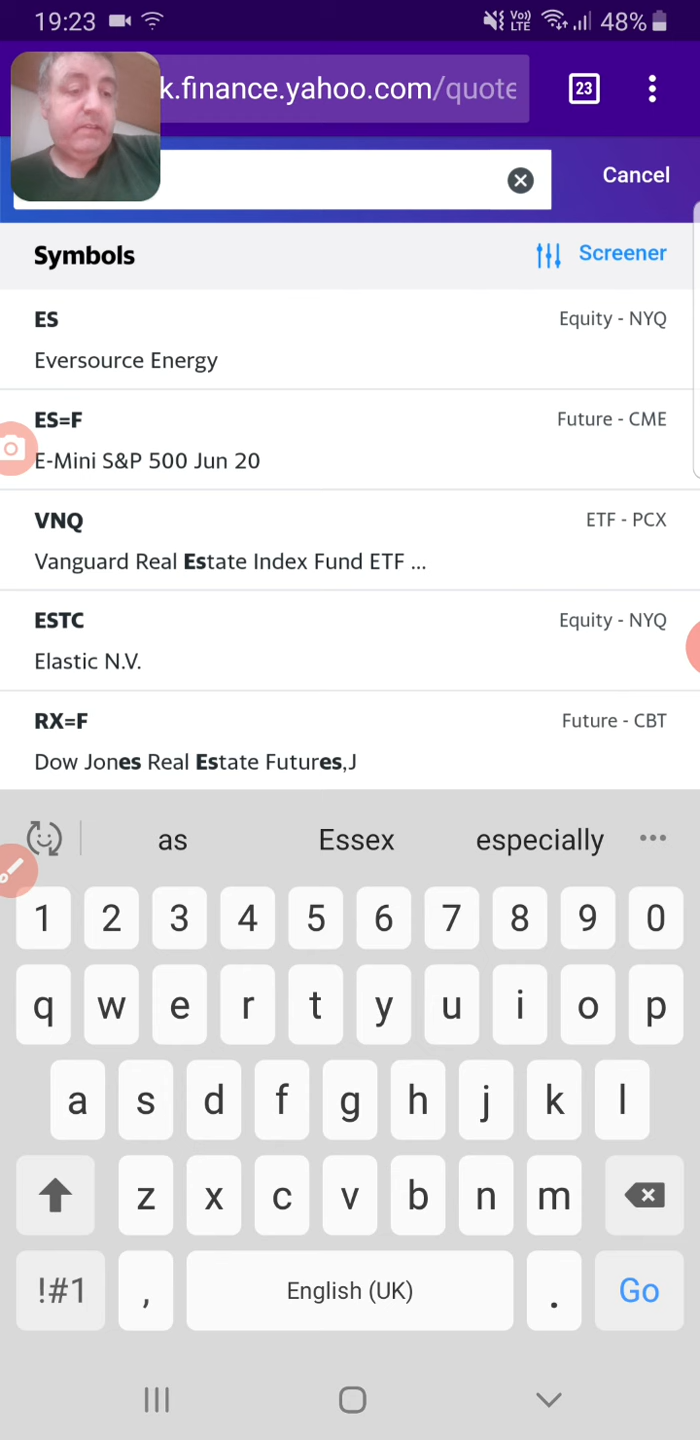 19:23 Vo)) LTE 48%
k.finance.yahoo.com/quote 23
Cancel
Symbols Screener
ES Equity - NYQ
Eversource Energy
ES=F Future - CME
E-Mini S&P 500 Jun 20
VNQ ETF - PCX
Vanguard Real Estate Index Fund ETF ...
ESTC Equity - NYQ
Elastic N.V.
RX=F Future - CBT
Dow Jones Real Estate Futures,J
as Essex especially
1 2 3 4 5 6 7 8 9 0
q w e r t y u i o p
a s d f g h j k l
z x c v b n m
!#1 , English (UK) . Go